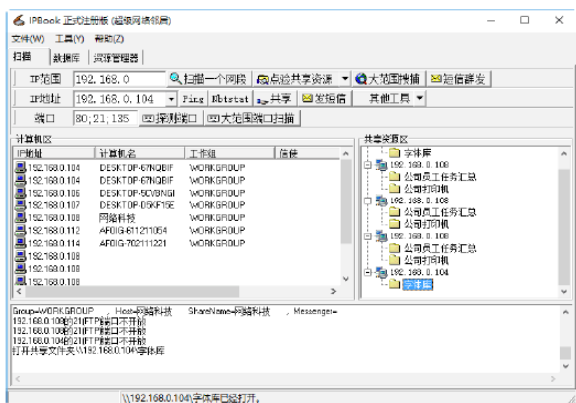 IPBook 正式注册版 (超级网络邻居)
文件(W) 工具(Y) 帮助(Z)
扫描 数据库 资源管理器
IP范围 192.168.0 扫描一个网段 点验共享资源 大范围搜捕 短信群发
IP地址 192.168.0.104 Ping Nbtstat 共享 发短信 其他工具
端口 80;21;135 探测端口 大范围端口扫描
计算机区
IP地址 计算机名 工作组 信使
192.168.0.104 DESKTOP-67NQBIF WORKGROUP
192.168.0.104 DESKTOP-67NQBIF WORKGROUP
192.168.0.106 DESKTOP-5CVBNGI WORKGROUP
192.168.0.107 DESKTOP-D5KF15E WORKGROUP
192.168.0.108 网络科技 WORKGROUP
192.168.0.112 AF0IG-611211054 WORKGROUP
192.168.0.114 AF0IG-702111221 WORKGROUP
192.168.0.108
192.168.0.108
192.168.0.108
共享资源区
字体库
192.168.0.108
公司员工任务汇总
公司打印机
192.168.0.108
公司员工任务汇总
公司打印机
192.168.0.108
公司员工任务汇总
公司打印机
192.168.0.104
字体库
Group=WORKGROUP , Host=网络科技 ShareName=网络科技 , Messenger=
192.168.0.108的21(FTP)端口不开放
192.168.0.108的21(FTP)端口不开放
192.168.0.104的21(FTP)端口不开放
打开共享文件夹\\192.168.0.104\字体库
\\192.168.0.104\字体库已经打开。